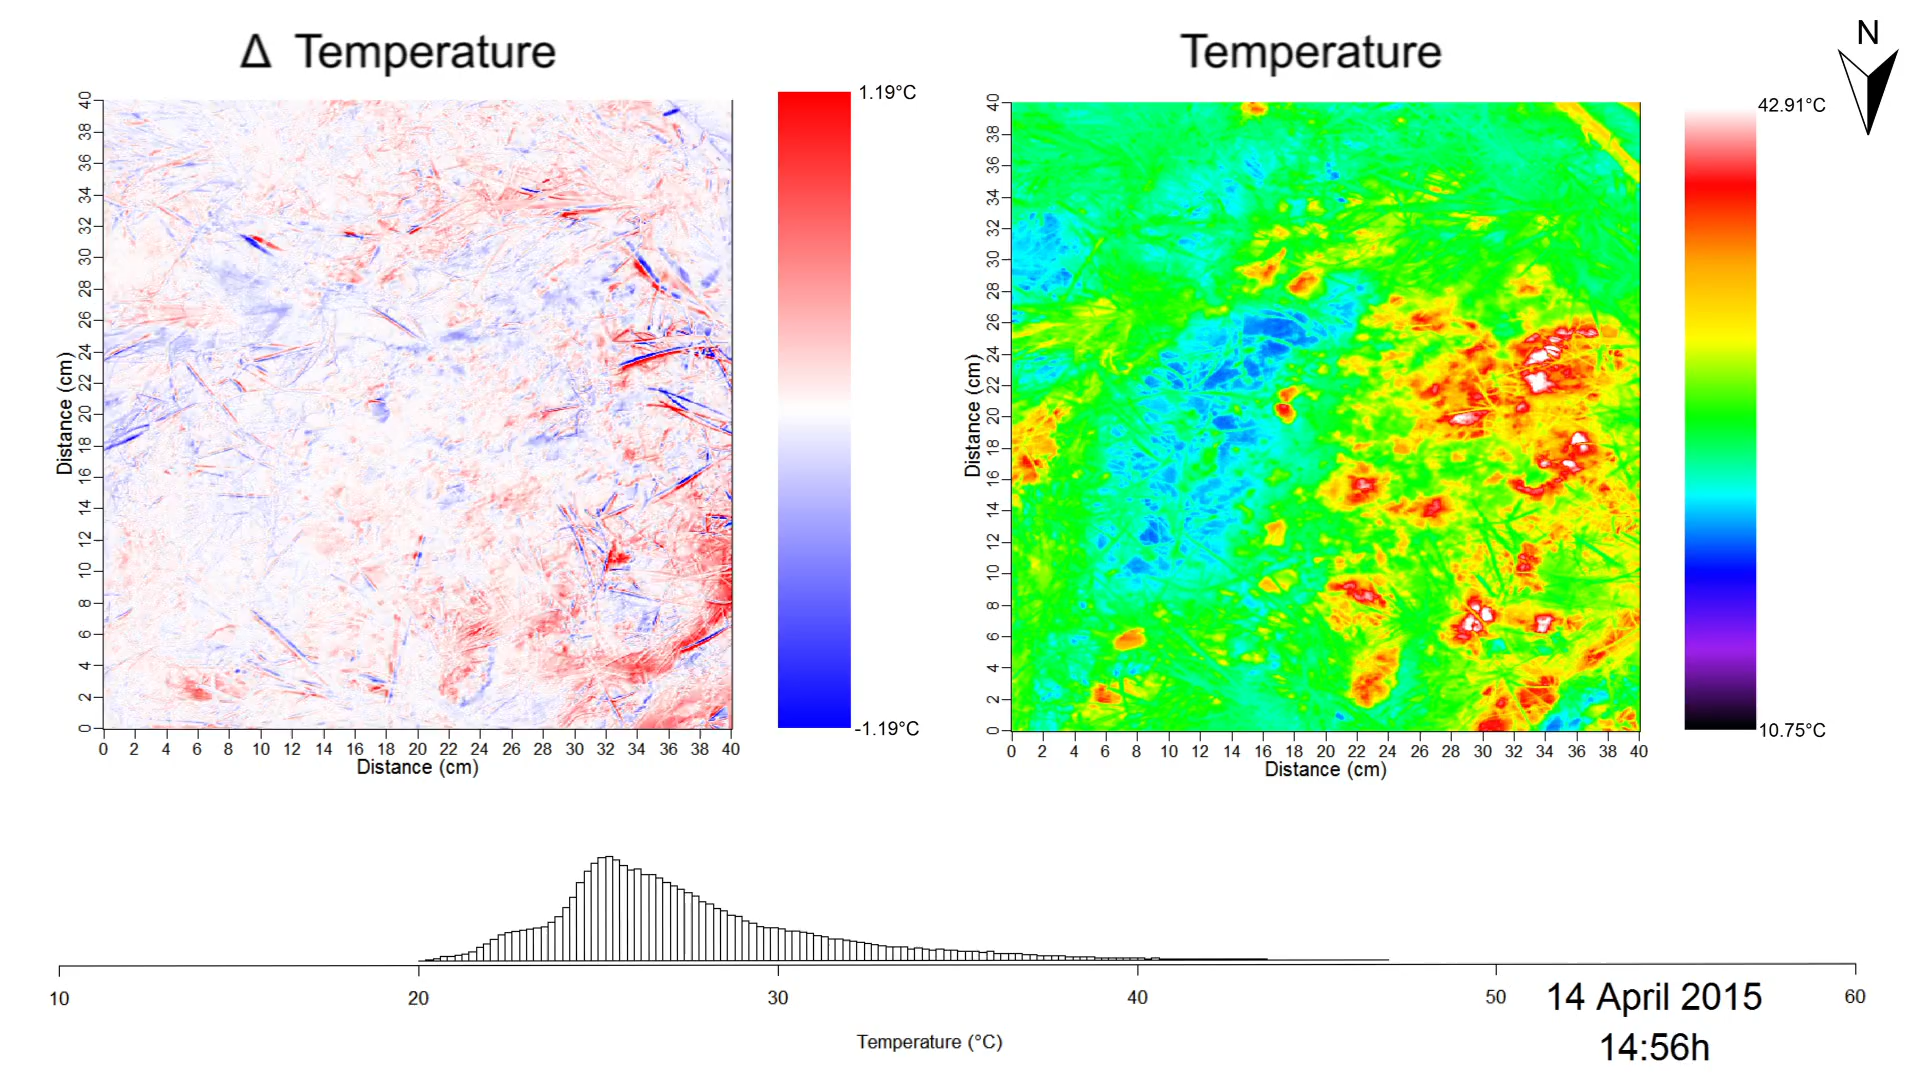 Δ Temperature
Temperature
N
1.19°C
-1.19°C
42.91°C
10.75°C
Distance (cm)
40
38
36
34
32
30
28
26
24
22
20
18
16
14
12
10
8
6
4
2
0
0 2 4 6 8 10 12 14 16 18 20 22 24 26 28 30 32 34 36 38 40
Distance (cm)
Distance (cm)
40
38
36
34
32
30
28
26
24
22
20
18
16
14
12
10
8
6
4
2
0
0 2 4 6 8 10 12 14 16 18 20 22 24 26 28 30 32 34 36 38 40
Distance (cm)
10 20 30 40 50 60
Temperature (°C)
14 April 2015
14:56h